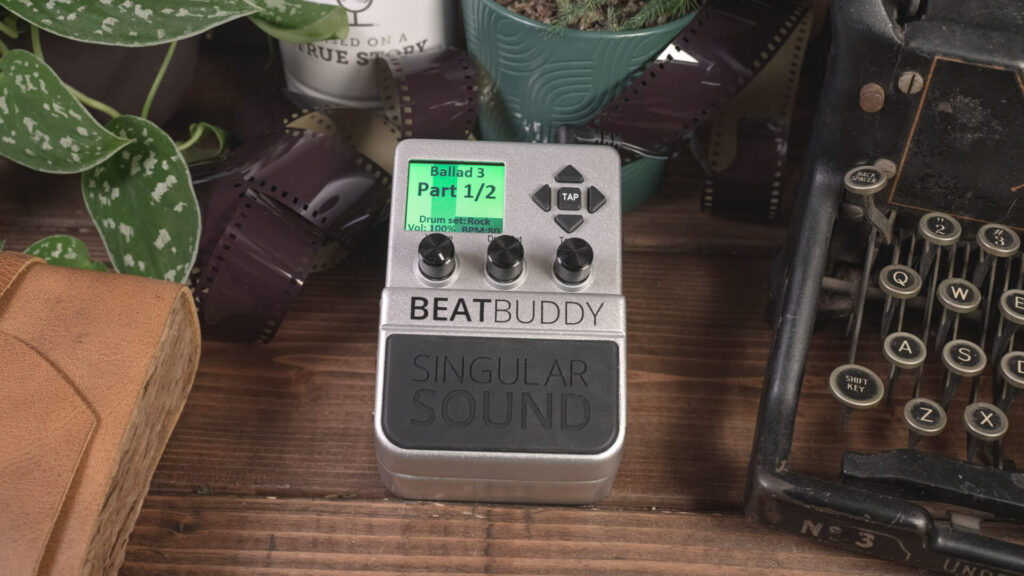 TRUE STORY
Ballad 3
Part 1/2
Drum set: Rock
Vol: 100% BPM:80
TAP
BEATBUDDY
SINGULAR
SOUND
BACK
SPACER
2
3
Q
W
E
A
S
D
SHIFT
KEY
Z
X
Nº 3